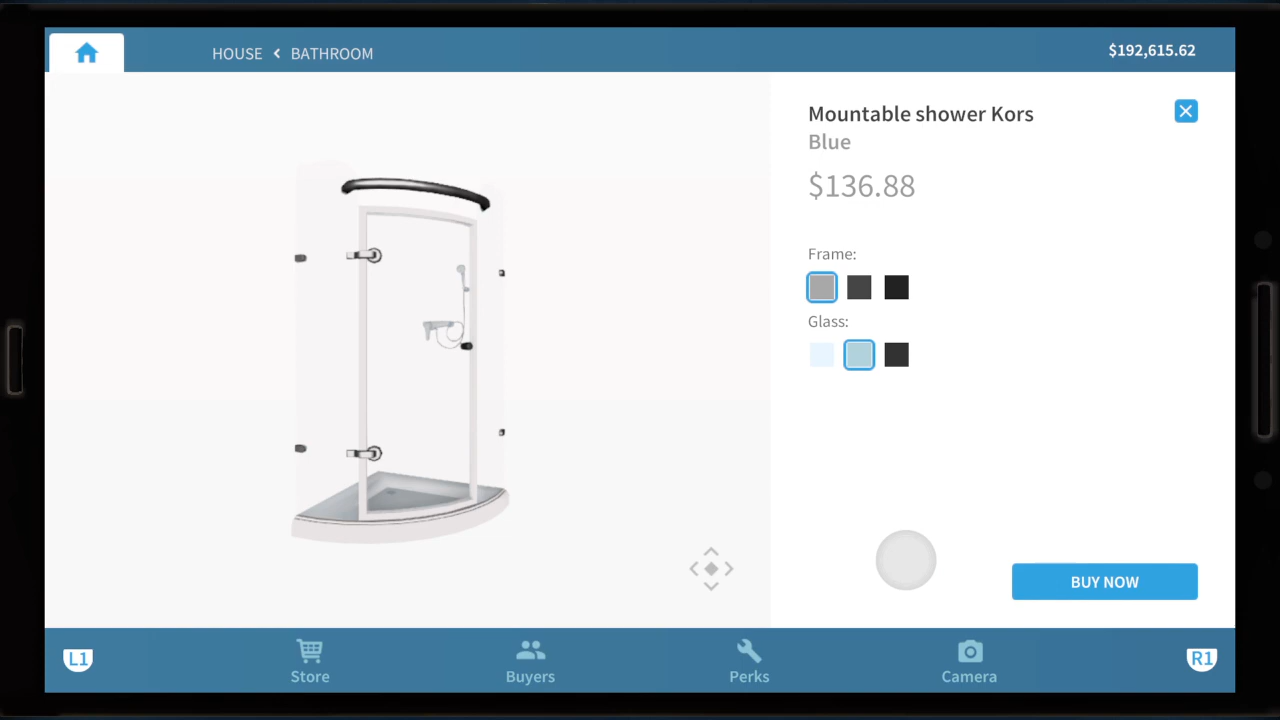 HOUSE < BATHROOM
$192,615.62
Mountable shower Kors
Blue
$136.88
Frame:
Glass:
BUY NOW
L1
Store
Buyers
Perks
Camera
R1